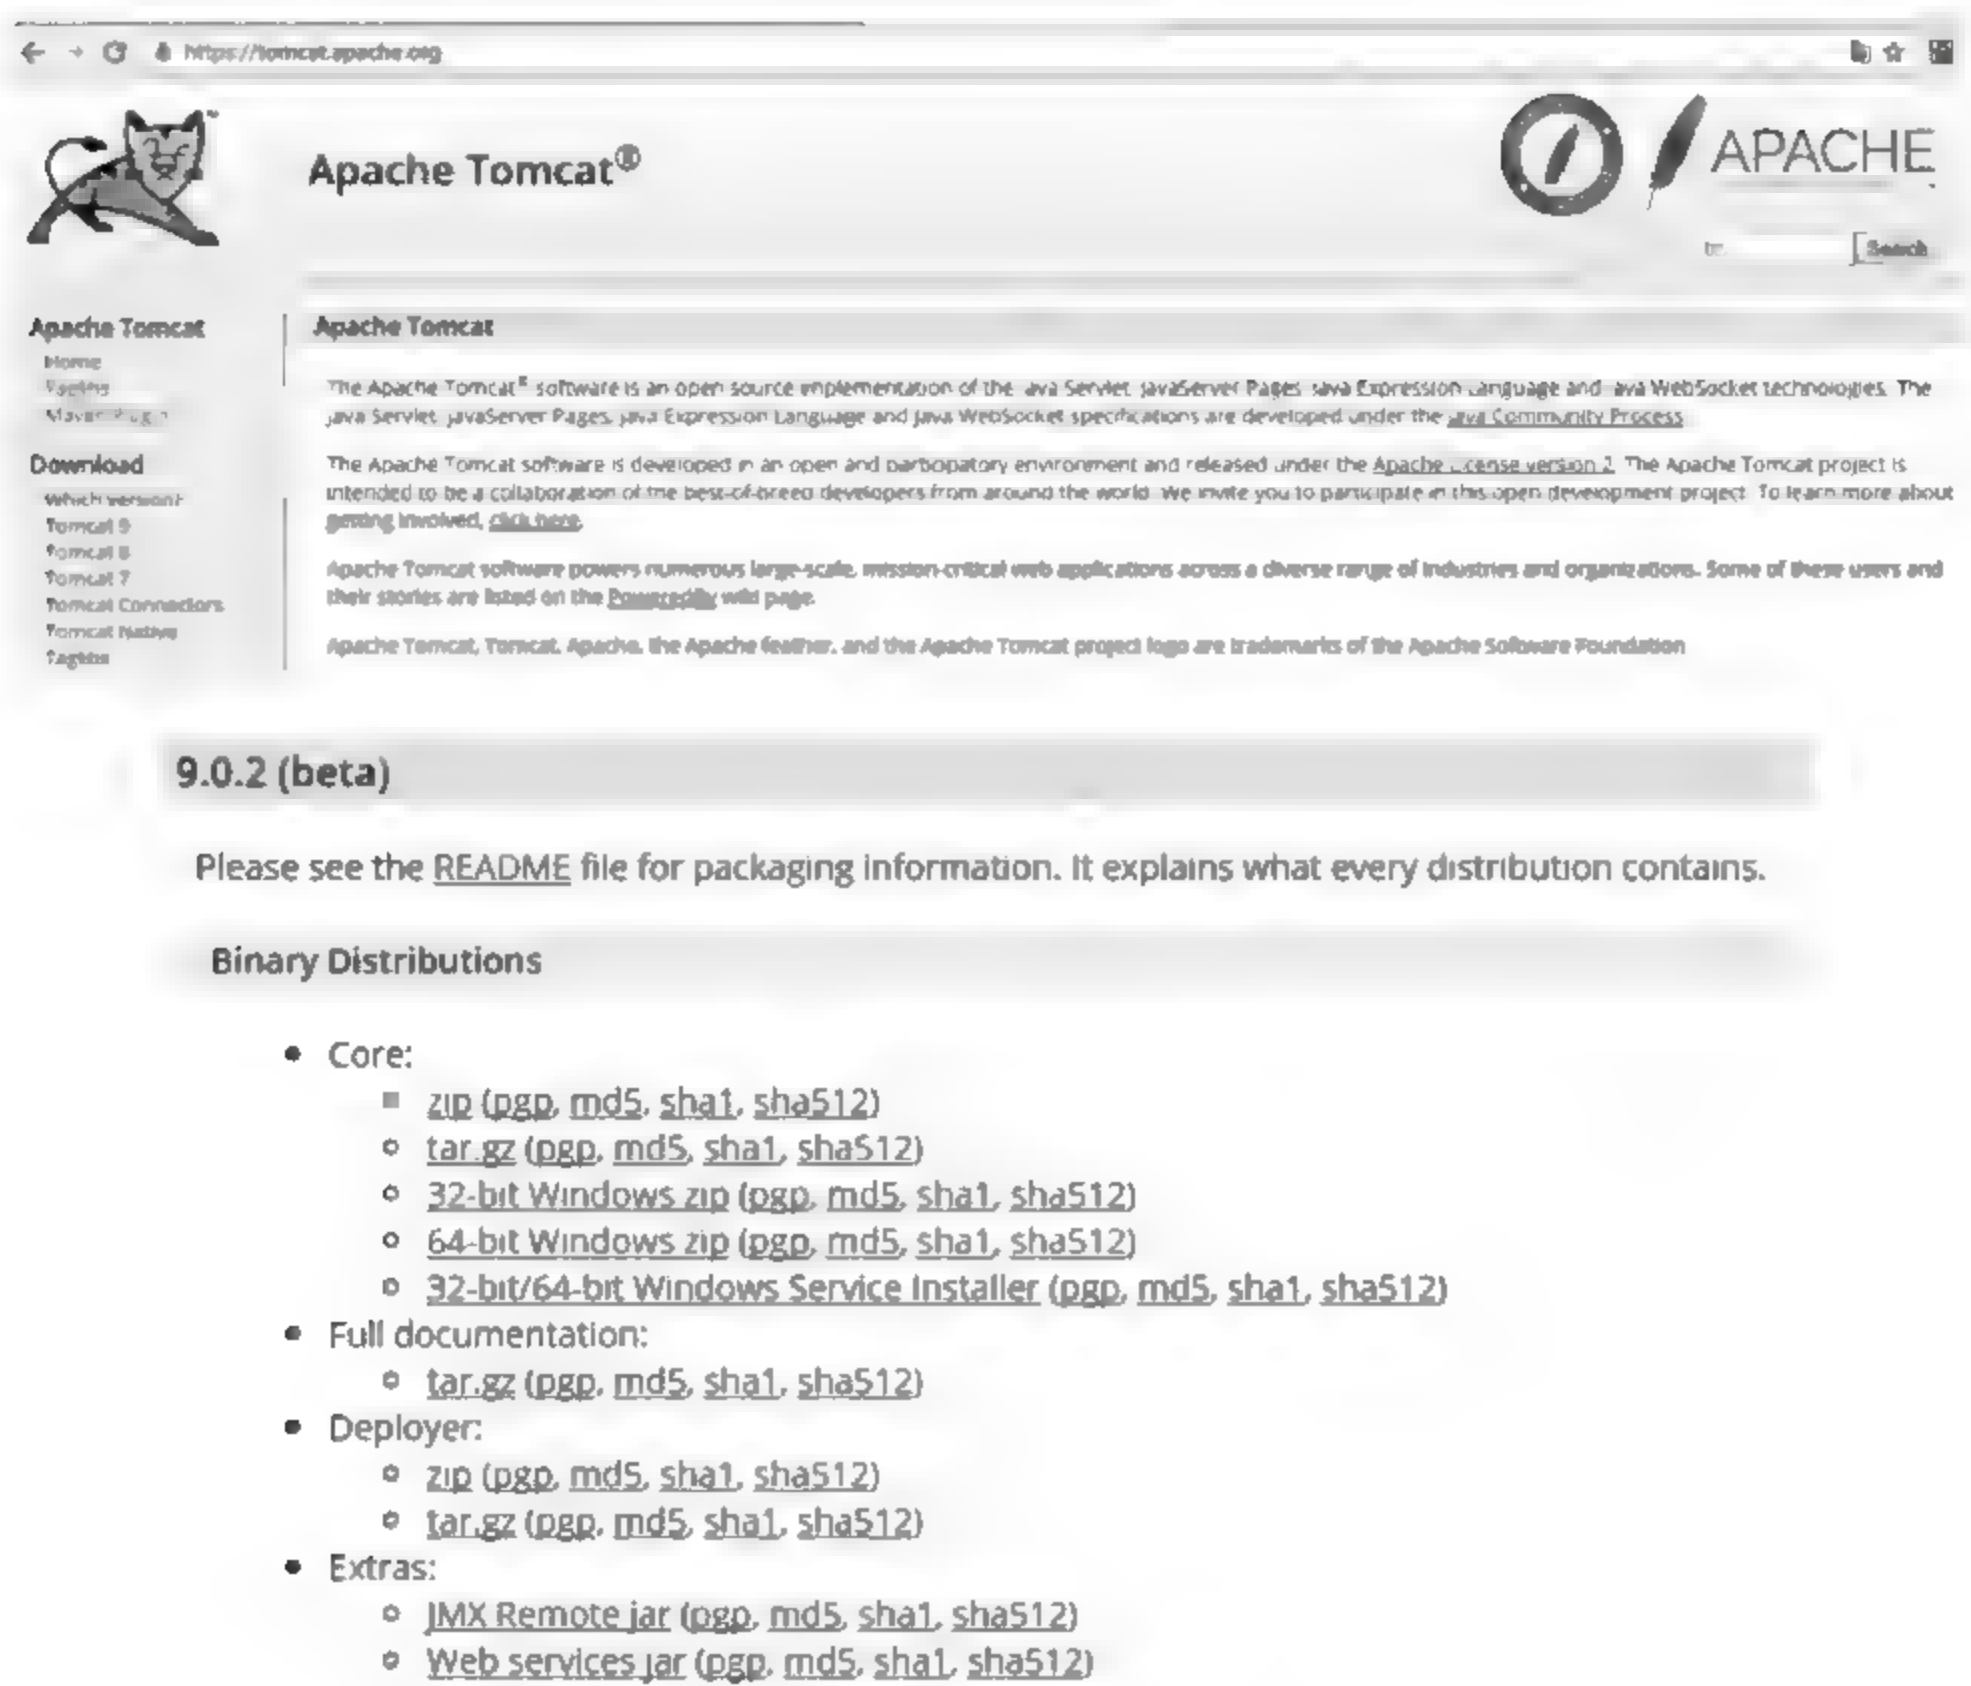 https://tomcat.apache.org
Apache Tomcat®
APACHE
Search
Apache Tomcat
Home
Taglibs
Maven Plugin
Download
Which version?
Tomcat 9
Tomcat 8
Tomcat 7
Tomcat Connectors
Tomcat Native
Taglibs
Apache Tomcat
The Apache Tomcat® software is an open source implementation of the Java Servlet, JavaServer Pages, Java Expression Language and Java WebSocket technologies. The
Java Servlet, JavaServer Pages, Java Expression Language and Java WebSocket specifications are developed under the Java Community Process
The Apache Tomcat software is developed in an open and participatory environment and released under the Apache License version 2. The Apache Tomcat project is
intended to be a collaboration of the best-of-breed developers from around the world. We invite you to participate in this open development project. To learn more about
getting involved, click here.
Apache Tomcat software powers numerous large-scale, mission-critical web applications across a diverse range of industries and organizations. Some of these users and
their stories are listed on the PoweredBy wiki page.
Apache Tomcat, Tomcat, Apache, the Apache feather, and the Apache Tomcat project logo are trademarks of the Apache Software Foundation
9.0.2 (beta)
Please see the README file for packaging information. It explains what every distribution contains.
Binary Distributions
Core:
zip (pgp, md5, sha1, sha512)
tar.gz (pgp, md5, sha1, sha512)
32-bit Windows zip (pgp, md5, sha1, sha512)
64-bit Windows zip (pgp, md5, sha1, sha512)
32-bit/64-bit Windows Service Installer (pgp, md5, sha1, sha512)
Full documentation:
tar.gz (pgp, md5, sha1, sha512)
Deployer:
zip (pgp, md5, sha1, sha512)
tar.gz (pgp, md5, sha1, sha512)
Extras:
JMX Remote jar (pgp, md5, sha1, sha512)
Web services jar (pgp, md5, sha1, sha512)